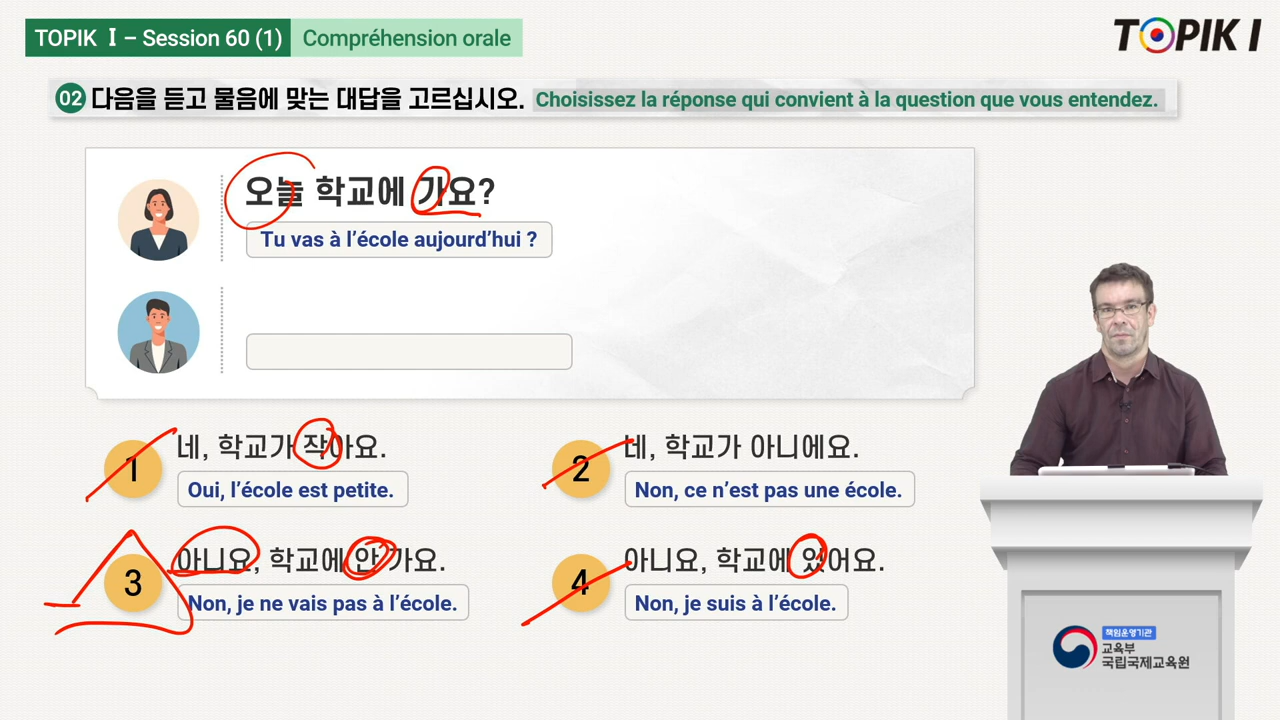 TOPIK Ⅰ – Session 60 (1) Compréhension orale
TOPIK I
02 다음을 듣고 물음에 맞는 대답을 고르십시오. Choisissez la réponse qui convient à la question que vous entendez.
오늘 학교에 가요?
Tu vas à l’école aujourd’hui ?
1 네, 학교가 작아요.
Oui, l’école est petite.
2 네, 학교가 아니에요.
Non, ce n’est pas une école.
3 아니요, 학교에 안 가요.
Non, je ne vais pas à l’école.
4 아니요, 학교에 있어요.
Non, je suis à l’école.
책임운영기관
교육부
국립국제교육원